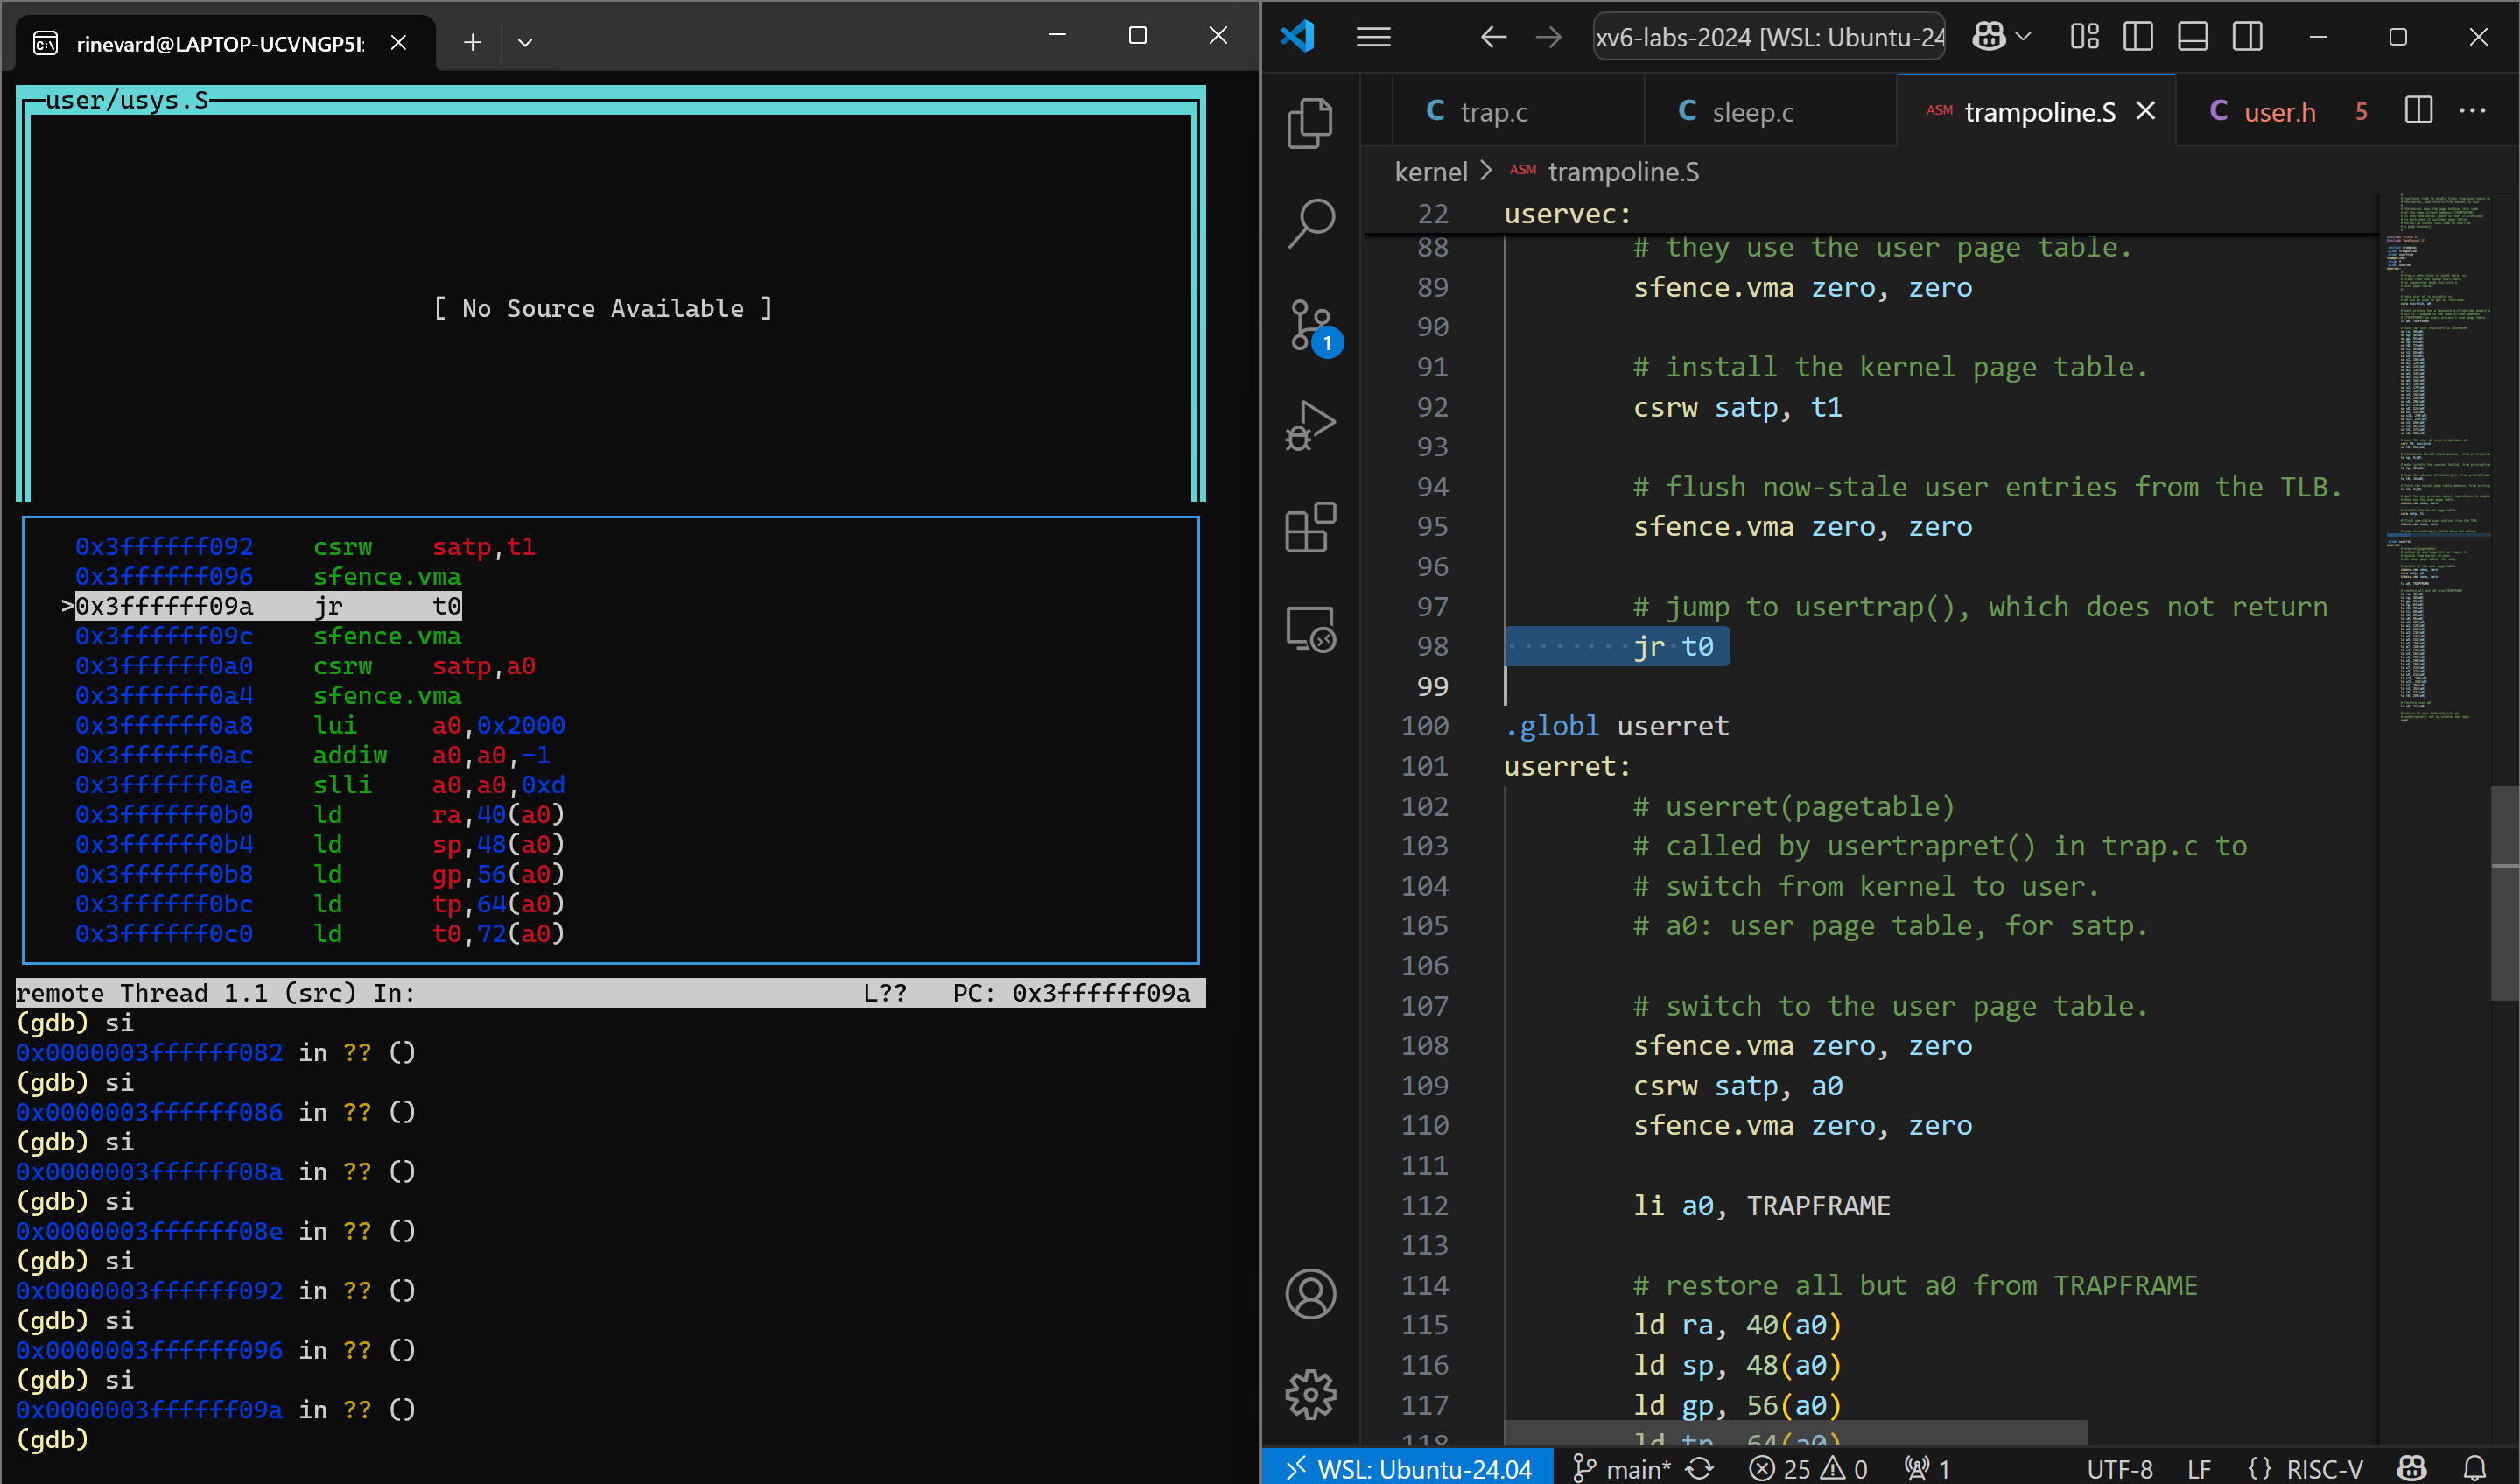 rinevard@LAPTOP-UCVNGP5I:
user/usys.S
[ No Source Available ]
0x3ffffff092 csrw satp,t1
0x3ffffff096 sfence.vma
>0x3ffffff09a jr t0
0x3ffffff09c sfence.vma
0x3ffffff0a0 csrw satp,a0
0x3ffffff0a4 sfence.vma
0x3ffffff0a8 lui a0,0x2000
0x3ffffff0ac addiw a0,a0,-1
0x3ffffff0ae slli a0,a0,0xd
0x3ffffff0b0 ld ra,40(a0)
0x3ffffff0b4 ld sp,48(a0)
0x3ffffff0b8 ld gp,56(a0)
0x3ffffff0bc ld tp,64(a0)
0x3ffffff0c0 ld t0,72(a0)
remote Thread 1.1 (src) In: L?? PC: 0x3ffffff09a
(gdb) si
0x0000003ffffff082 in ?? ()
(gdb) si
0x0000003ffffff086 in ?? ()
(gdb) si
0x0000003ffffff08a in ?? ()
(gdb) si
0x0000003ffffff08e in ?? ()
(gdb) si
0x0000003ffffff092 in ?? ()
(gdb) si
0x0000003ffffff096 in ?? ()
(gdb) si
0x0000003ffffff09a in ?? ()
(gdb)
xv6-labs-2024 [WSL: Ubuntu-24
C trap.c C sleep.c ASM trampoline.S C user.h 5
kernel > ASM trampoline.S
22 uservec:
88 # they use the user page table.
89 sfence.vma zero, zero
90
91 # install the kernel page table.
92 csrw satp, t1
93
94 # flush now-stale user entries from the TLB.
95 sfence.vma zero, zero
96
97 # jump to usertrap(), which does not return
98 jr t0
99
100 .globl userret
101 userret:
102 # userret(pagetable)
103 # called by usertrapret() in trap.c to
104 # switch from kernel to user.
105 # a0: user page table, for satp.
106
107 # switch to the user page table.
108 sfence.vma zero, zero
109 csrw satp, a0
110 sfence.vma zero, zero
111
112 li a0, TRAPFRAME
113
114 # restore all but a0 from TRAPFRAME
115 ld ra, 40(a0)
116 ld sp, 48(a0)
117 ld gp, 56(a0)
118 ld tp, 64(a0)
1
WSL: Ubuntu-24.04 main* 25 0 1 UTF-8 LF {} RISC-V